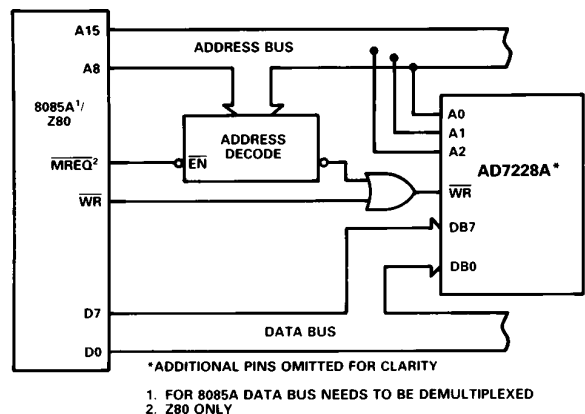 A15
ADDRESS BUS
A8
8085A¹/
Z80
A0
A1
ADDRESS
DECODE
A2
AD7228A*
MREQ²
EN
WR
WR
DB7
DB0
D7
DATA BUS
D0
*ADDITIONAL PINS OMITTED FOR CLARITY
1. FOR 8085A DATA BUS NEEDS TO BE DEMULTIPLEXED
2. Z80 ONLY